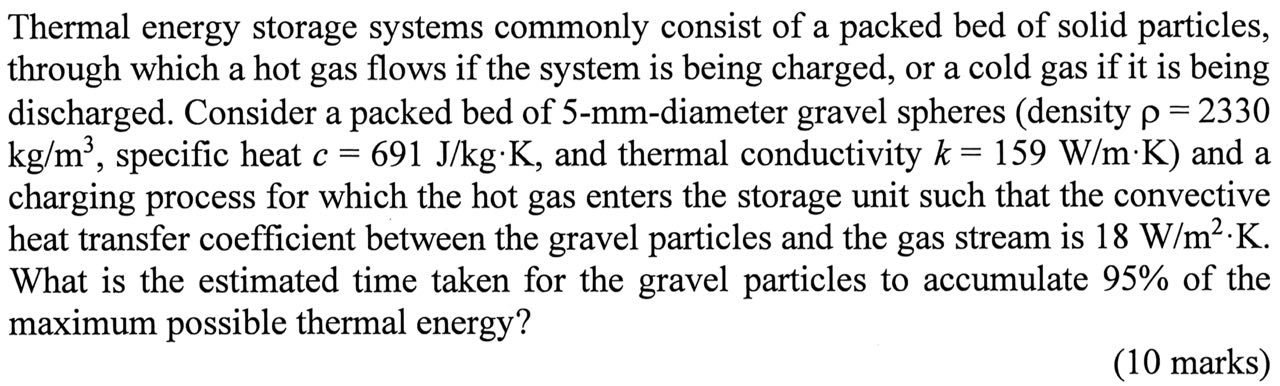 Thermal energy storage systems commonly consist of a packed bed of solid particles,
through which a hot gas flows if the system is being charged, or a cold gas if it is being
discharged. Consider a packed bed of 5-mm-diameter gravel spheres (density ρ = 2330
kg/m³, specific heat c = 691 J/kg·K, and thermal conductivity k = 159 W/m·K) and a
charging process for which the hot gas enters the storage unit such that the convective
heat transfer coefficient between the gravel particles and the gas stream is 18 W/m²·K.
What is the estimated time taken for the gravel particles to accumulate 95% of the
maximum possible thermal energy?
(10 marks)